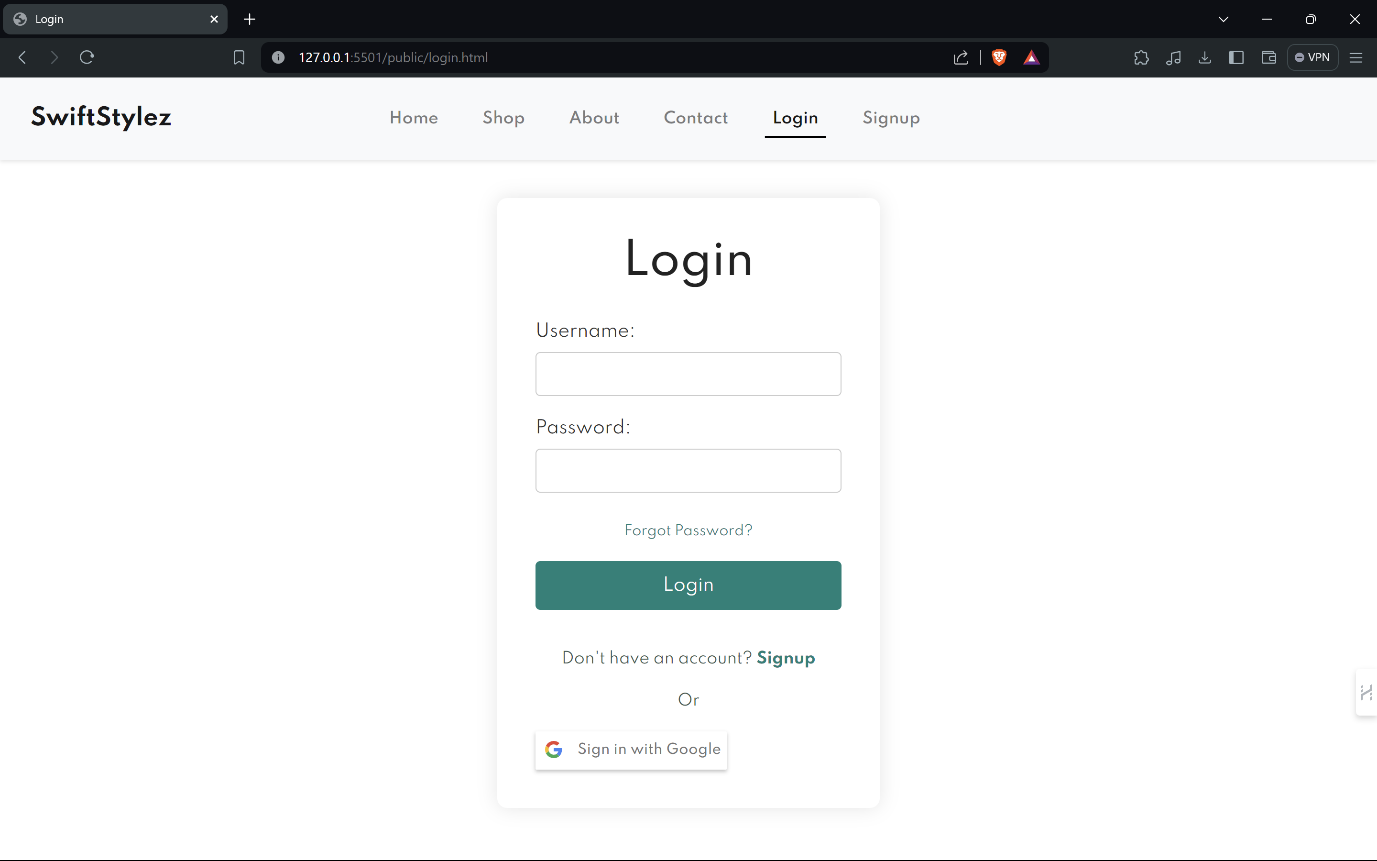 Login
127.0.0.1:5501/public/login.html
VPN
SwiftStylez
Home
Shop
About
Contact
Login
Signup
Login
Username:
Password:
Forgot Password?
Login
Don't have an account? Signup
Or
Sign in with Google